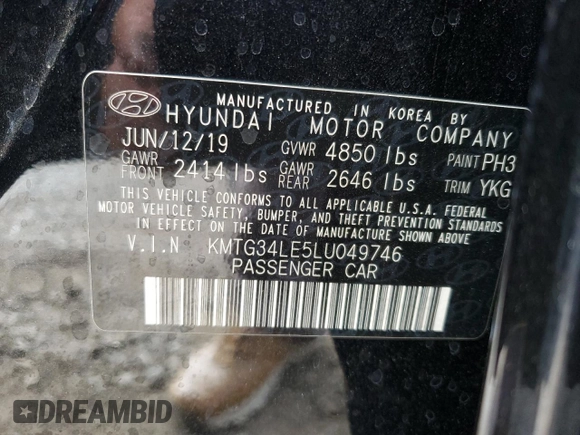 MANUFACTURED IN KOREA BY
HYUNDAI MOTOR COMPANY
JUN/12/19 GVWR 4850 lbs PAINT PH3
GAWR FRONT 2414 lbs GAWR REAR 2646 lbs TRIM YKG
THIS VEHICLE CONFORMS TO ALL APPLICABLE U.S.A. FEDERAL
MOTOR VEHICLE SAFETY, BUMPER, AND THEFT PREVENTION STANDARDS
IN EFFECT ON THE DATE OF MANUFACTURE SHOWN ABOVE
V.I.N KMTG34LE5LU049746
PASSENGER CAR
DREAMBID